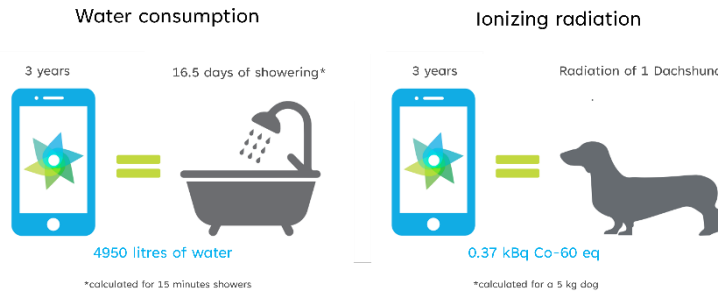 Water consumption
3 years
16.5 days of showering*
4950 litres of water
*calculated for 15 minutes showers
Ionizing radiation
3 years
Radiation of 1 Dachshund
0.37 kBq Co-60 eq
*calculated for a 5 kg dog